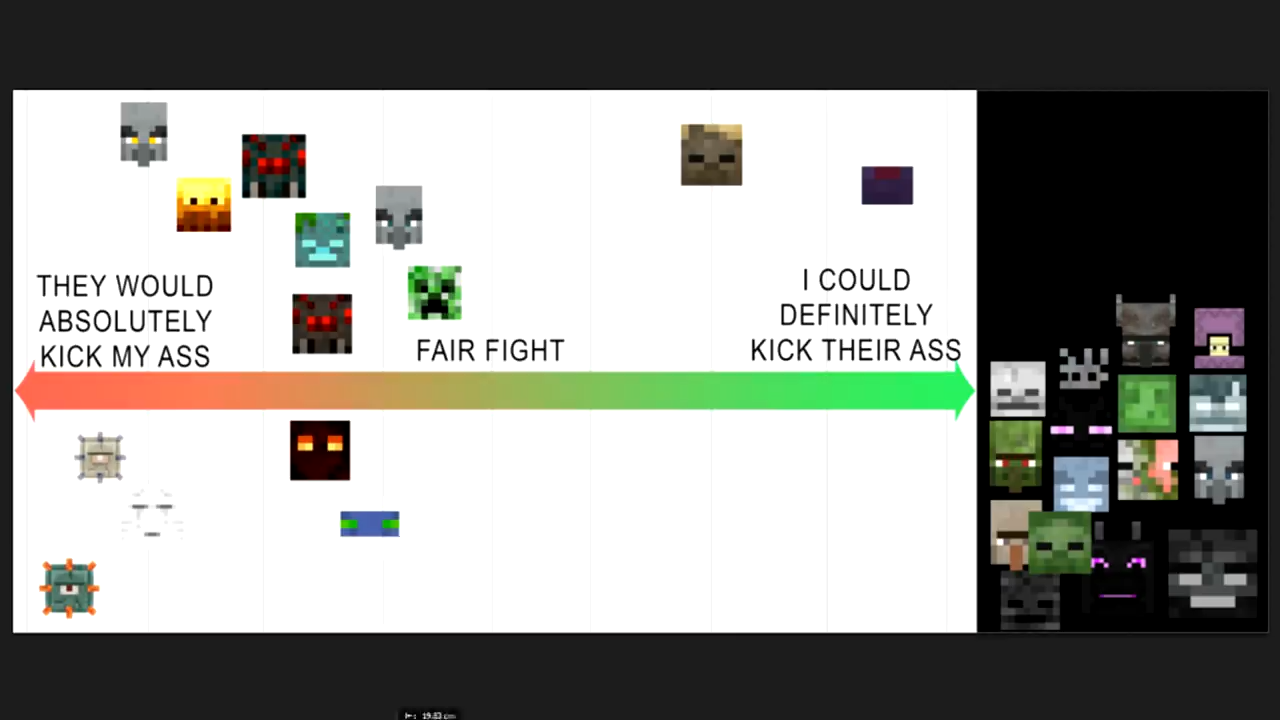 THEY WOULD
ABSOLUTELY
KICK MY ASS
FAIR FIGHT
I COULD
DEFINITELY
KICK THEIR ASS